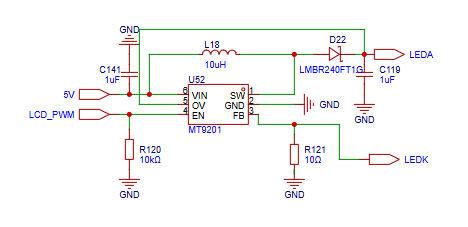 GND
L18
10uH
D22
LMBR240FT1G
LEDA
C141
1uF
C119
1uF
GND
U52
5V
6 VIN SW 1
5 OV GND 2
4 EN FB 3
MT9201
GND
LCD_PWM
R120
10kΩ
GND
R121
10Ω
GND
LEDK